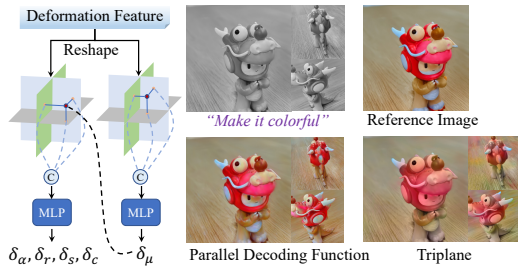 Deformation Feature
Reshape
C
C
MLP
MLP
δα, δr, δs, δc
δμ
"Make it colorful"
Reference Image
Parallel Decoding Function
Triplane